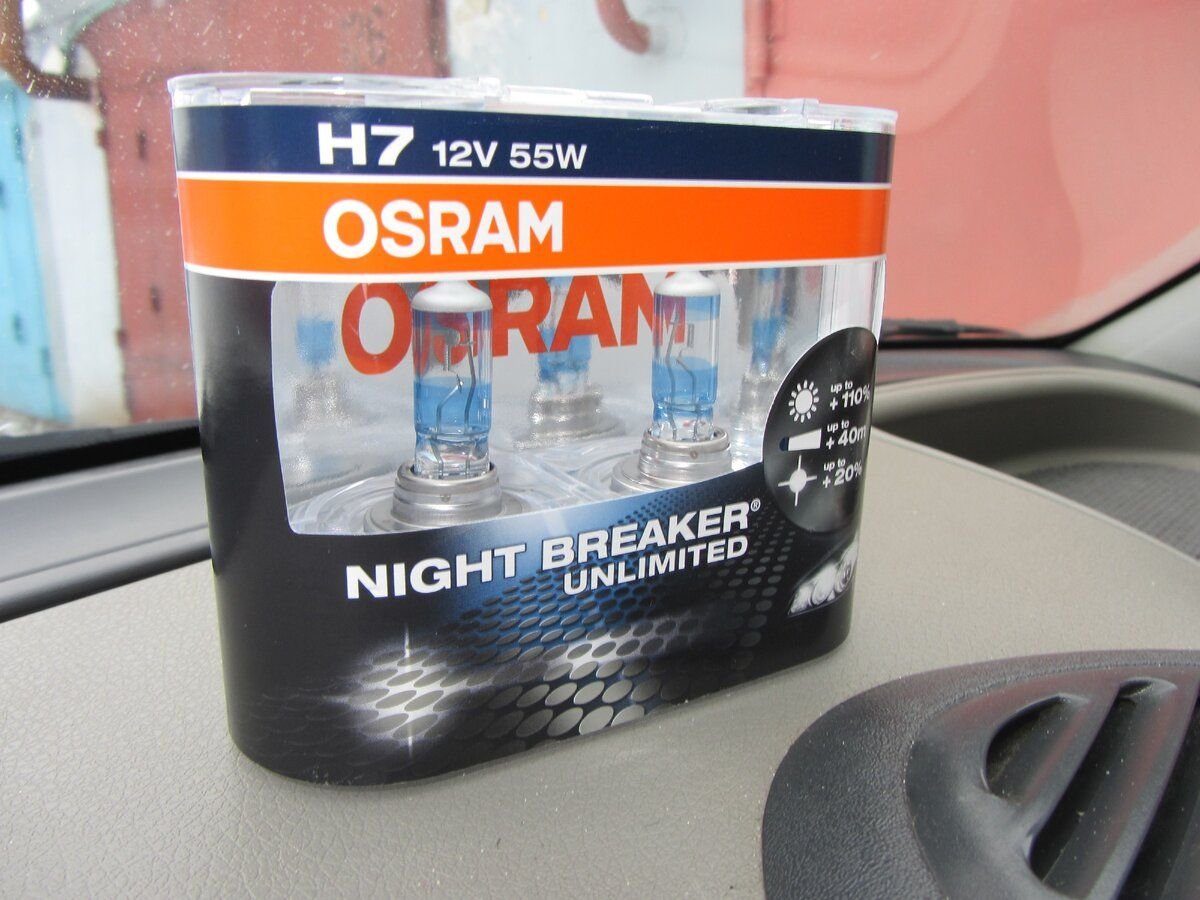 H7 12V 55W
OSRAM
OSRAM
up to
+ 110%
up to
+ 40m
up to
+ 20%
NIGHT BREAKER®
UNLIMITED